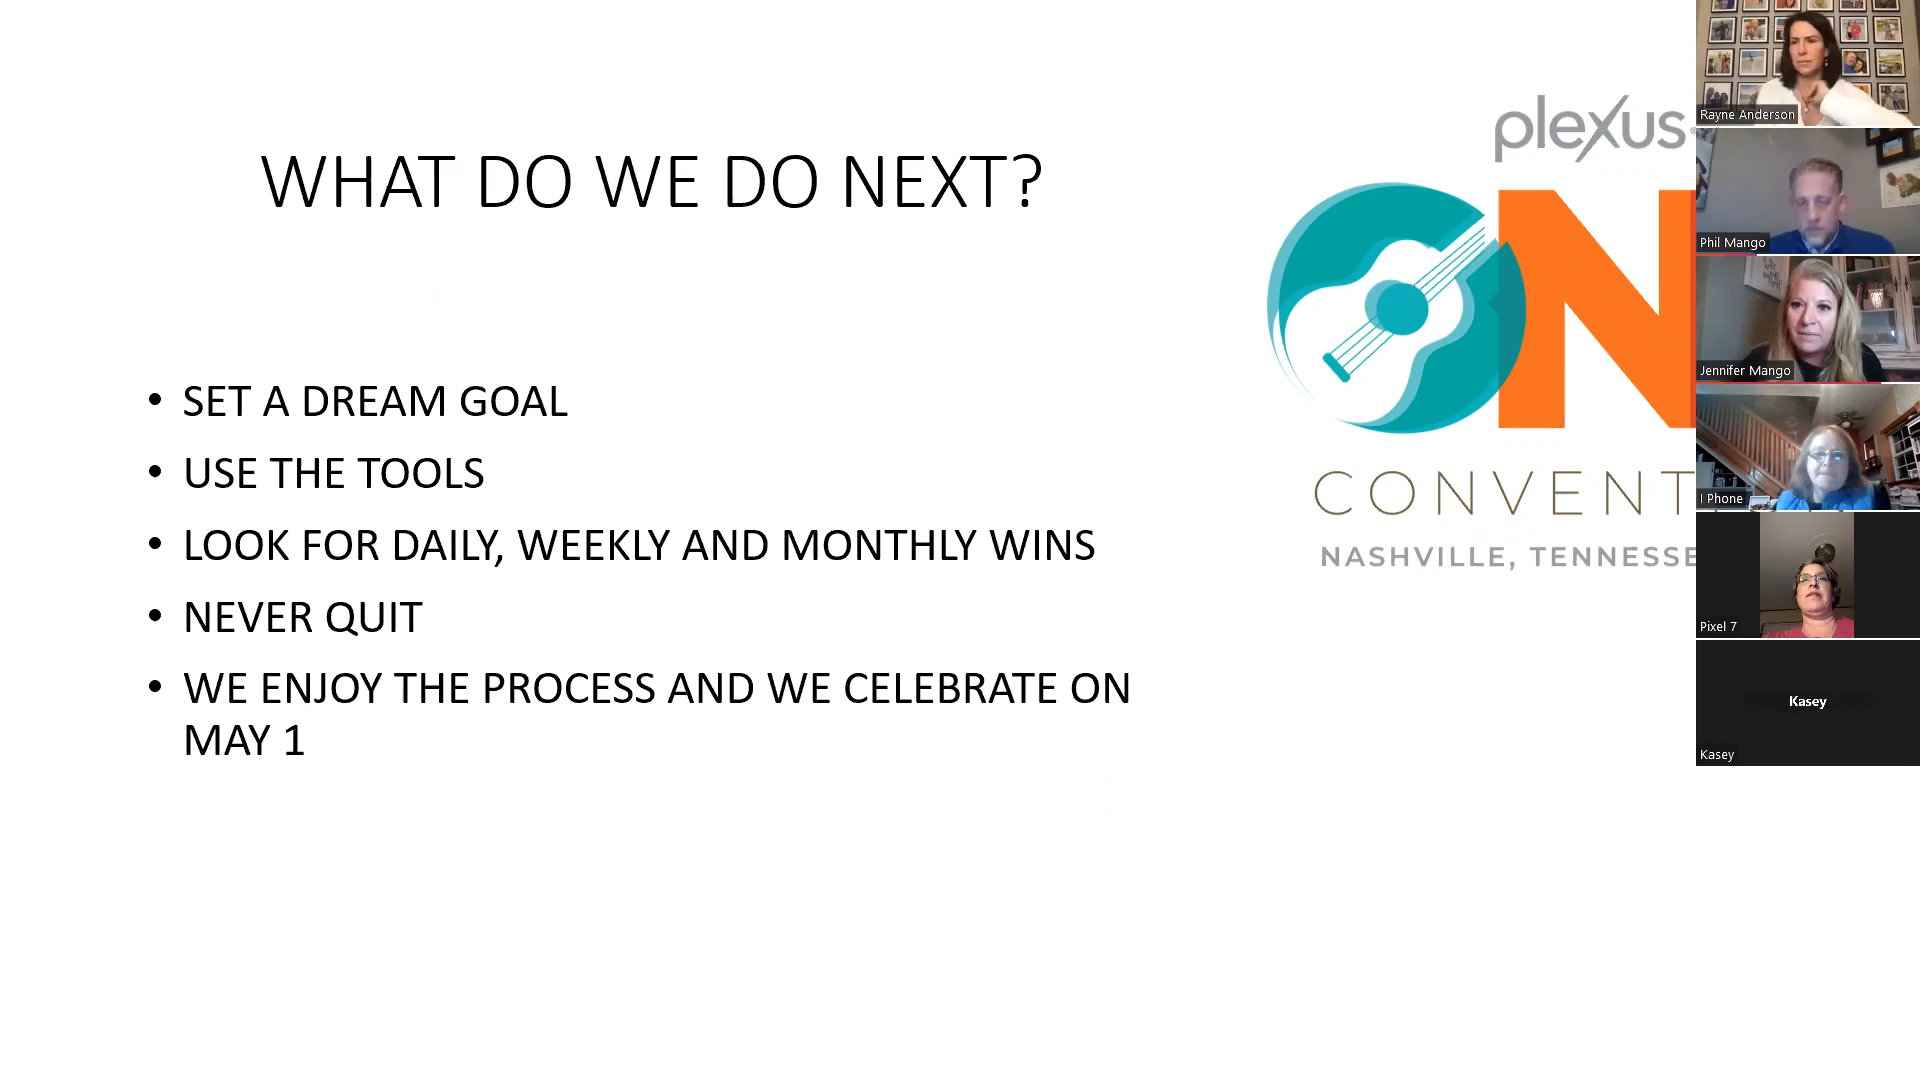 WHAT DO WE DO NEXT?
• SET A DREAM GOAL
• USE THE TOOLS
• LOOK FOR DAILY, WEEKLY AND MONTHLY WINS
• NEVER QUIT
• WE ENJOY THE PROCESS AND WE CELEBRATE ON
MAY 1
plexus
ON
CONVENT
NASHVILLE, TENNESSE
Rayne Anderson
Phil Mango
Jennifer Mango
I Phone
Pixel 7
Kasey
Kasey